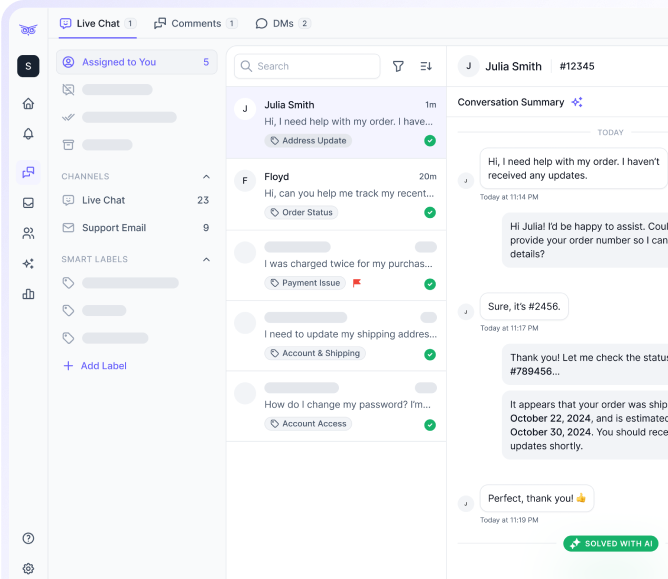 Live Chat 1
Comments 1
DMs 2
S
Assigned to You 5
CHANNELS
Live Chat 23
Support Email 9
SMART LABELS
+ Add Label
Search
J
Julia Smith 1m
Hi, I need help with my order. I have...
Address Update
F
Floyd 20m
Hi, can you help me track my recent...
Order Status
I was charged twice for my purchas...
Payment Issue
I need to update my shipping addres...
Account & Shipping
How do I change my password? I'm...
Account Access
J Julia Smith #12345
Conversation Summary
TODAY
Hi, I need help with my order. I haven't
received any updates.
J
Today at 11:14 PM
Hi Julia! I'd be happy to assist. Coul
provide your order number so I can
details?
Sure, it's #2456.
J
Today at 11:17 PM
Thank you! Let me check the status
#789456...
It appears that your order was ship
October 22, 2024, and is estimated
October 30, 2024. You should rece
updates shortly.
Perfect, thank you! 👍
J
Today at 11:19 PM
SOLVED WITH AI